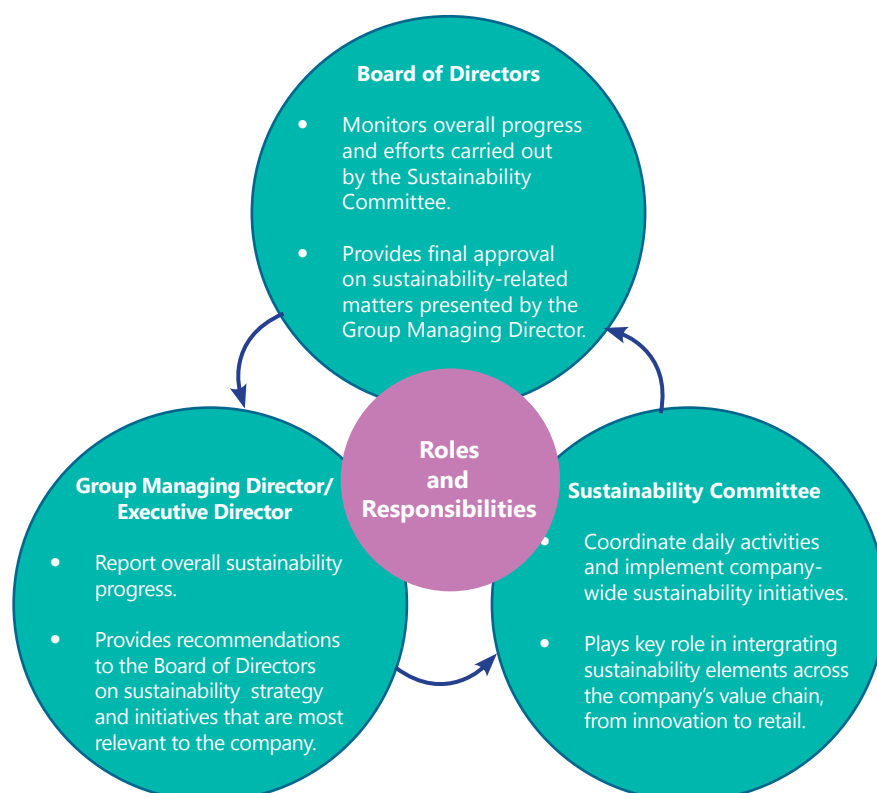 Board of Directors
• Monitors overall progress
and efforts carried out
by the Sustainability
Committee.
• Provides final approval
on sustainability-related
matters presented by the
Group Managing Director.
Roles
and
Responsibilities
Group Managing Director/
Executive Director
• Report overall sustainability
progress.
• Provides recommendations
to the Board of Directors
on sustainability strategy
and initiatives that are most
relevant to the company.
Sustainability Committee
• Coordinate daily activities
and implement company-
wide sustainability initiatives.
• Plays key role in intergrating
sustainability elements across
the company’s value chain,
from innovation to retail.